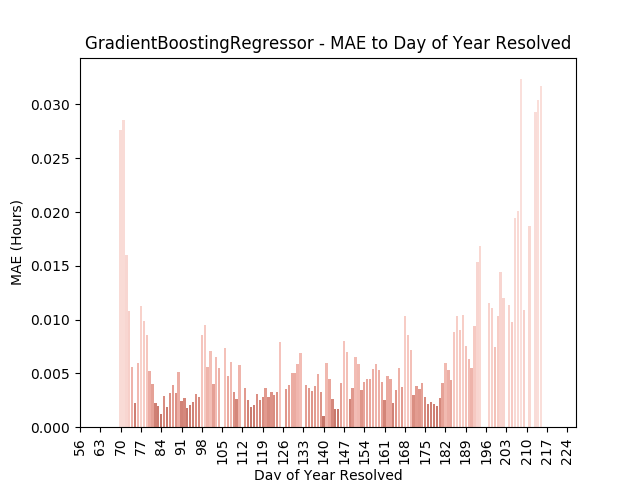 GradientBoostingRegressor - MAE to Day of Year Resolved
0.030
0.025
0.020
0.015
0.010
0.005
0.000
MAE (Hours)
56 63 70 77 84 91 98 105 112 119 126 133 140 147 154 161 168 175 182 189 196 203 210 217 224
Day of Year Resolved